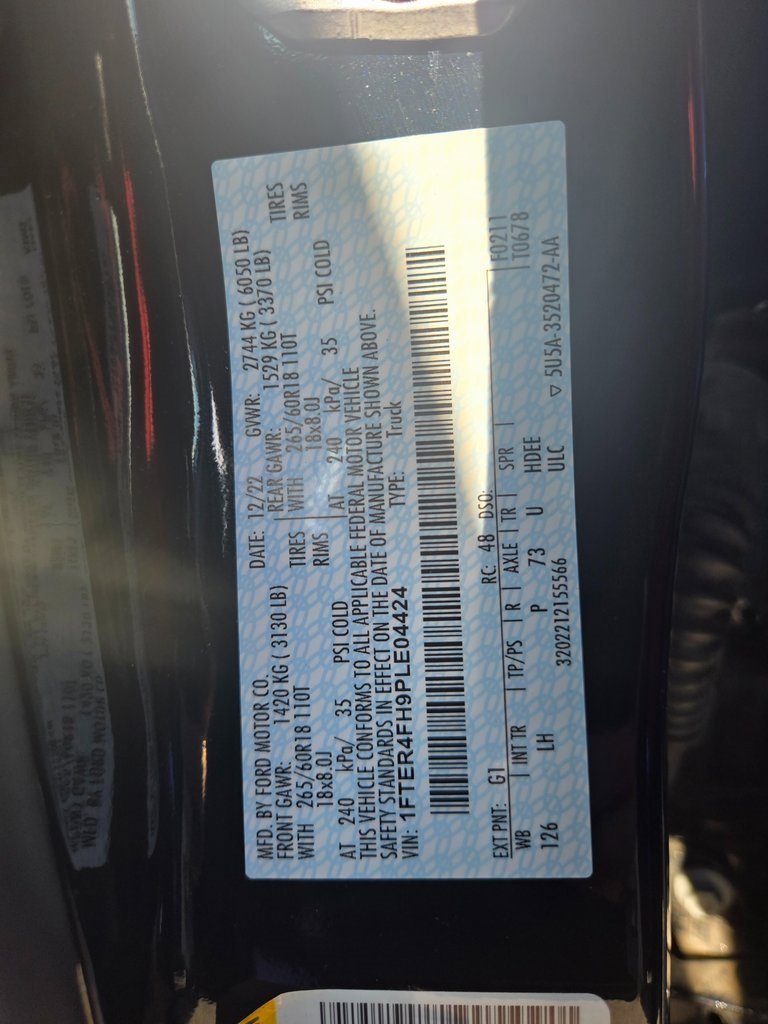 MFD. BY FORD MOTOR CO. DATE: 12/22 GVWR: 2744 KG ( 6050 LB)
FRONT GAWR: 1420 KG ( 3130 LB) REAR GAWR: 1529 KG ( 3370 LB)
WITH 265/60R18 110T TIRES WITH 265/60R18 110T TIRES
18x8.0J RIMS 18x8.0J RIMS
AT 240 kPa/ 35 PSI COLD AT 240 kPa/ 35 PSI COLD
THIS VEHICLE CONFORMS TO ALL APPLICABLE FEDERAL MOTOR VEHICLE
SAFETY STANDARDS IN EFFECT ON THE DATE OF MANUFACTURE SHOWN ABOVE.
VIN: 1FTER4FH9PLE04424 TYPE: Truck
EXT PNT: G1 RC: 48 DSO: F0211
WB INT TR TP/PS R AXLE TR SPR T0678
126 LH P 73 U HDEE
3202212155566 ULC ▽ 5U5A-3520472-AA